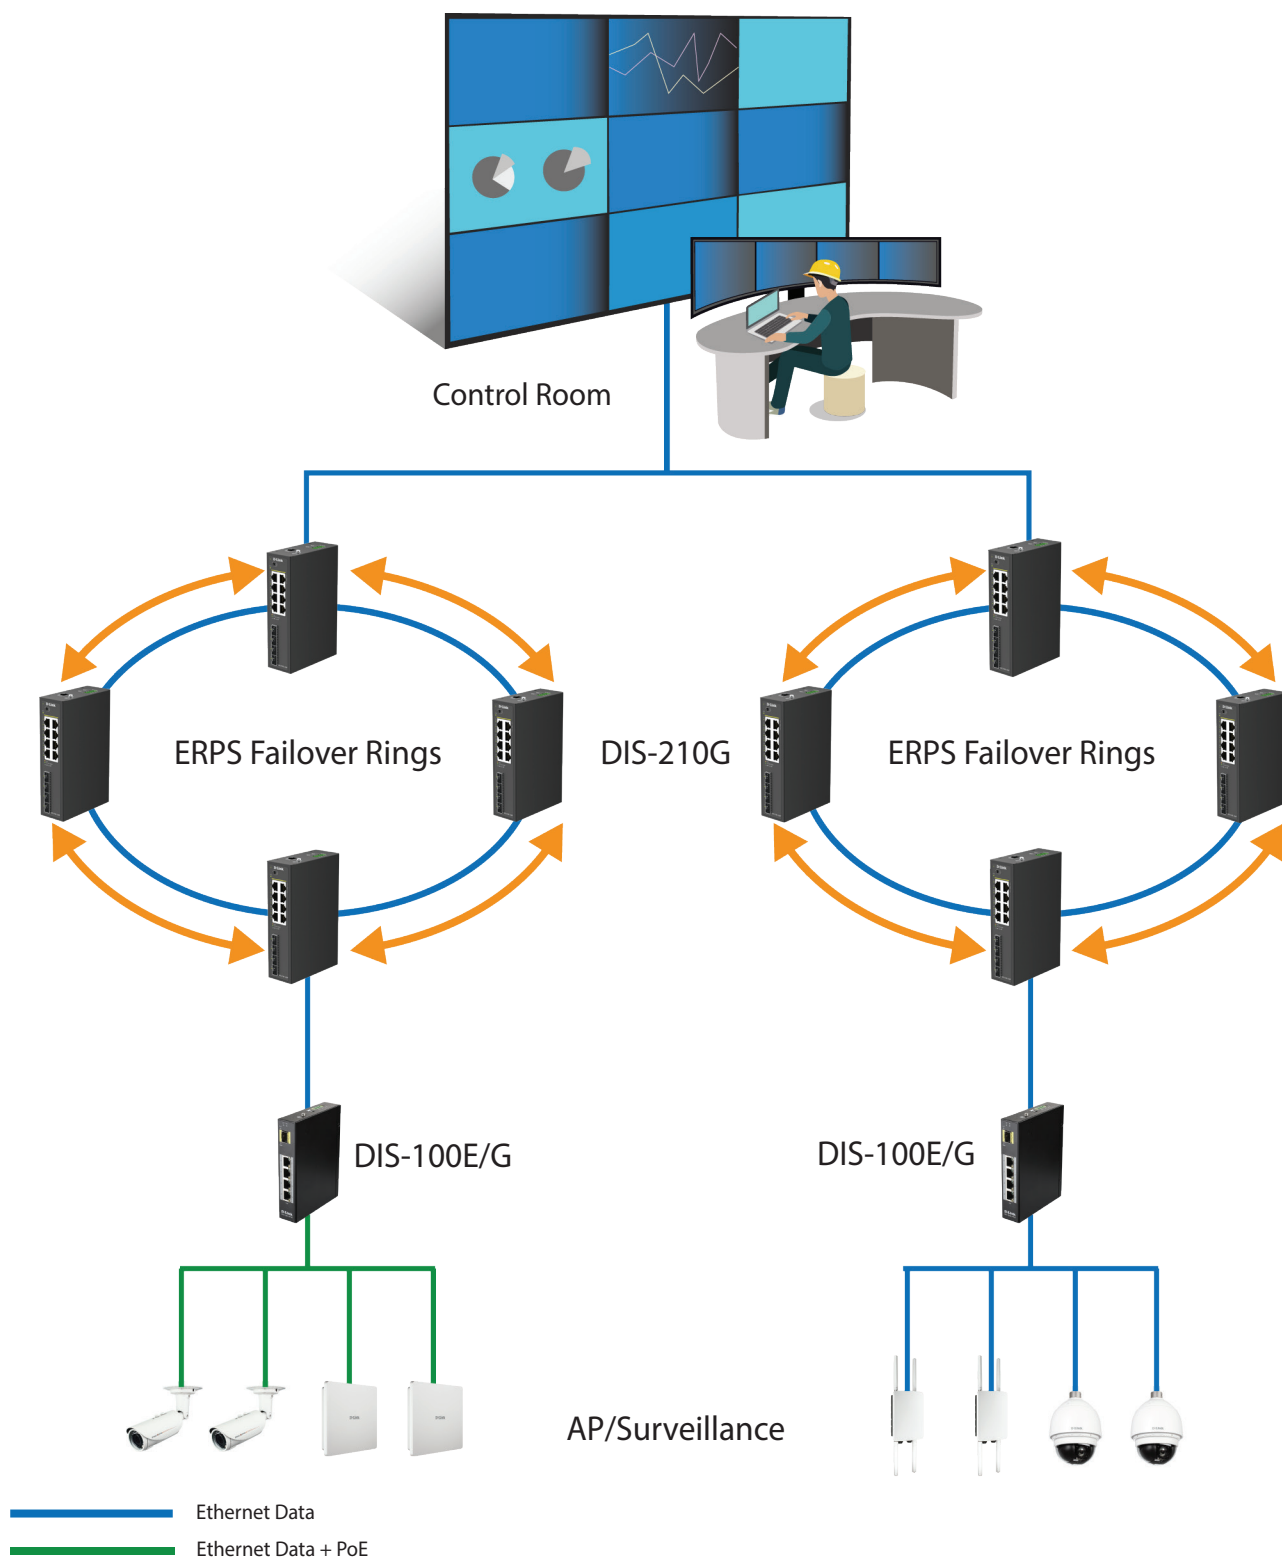 Control Room
ERPS Failover Rings
DIS-210G
ERPS Failover Rings
DIS-100E/G
DIS-100E/G
AP/Surveillance
Ethernet Data
Ethernet Data + PoE